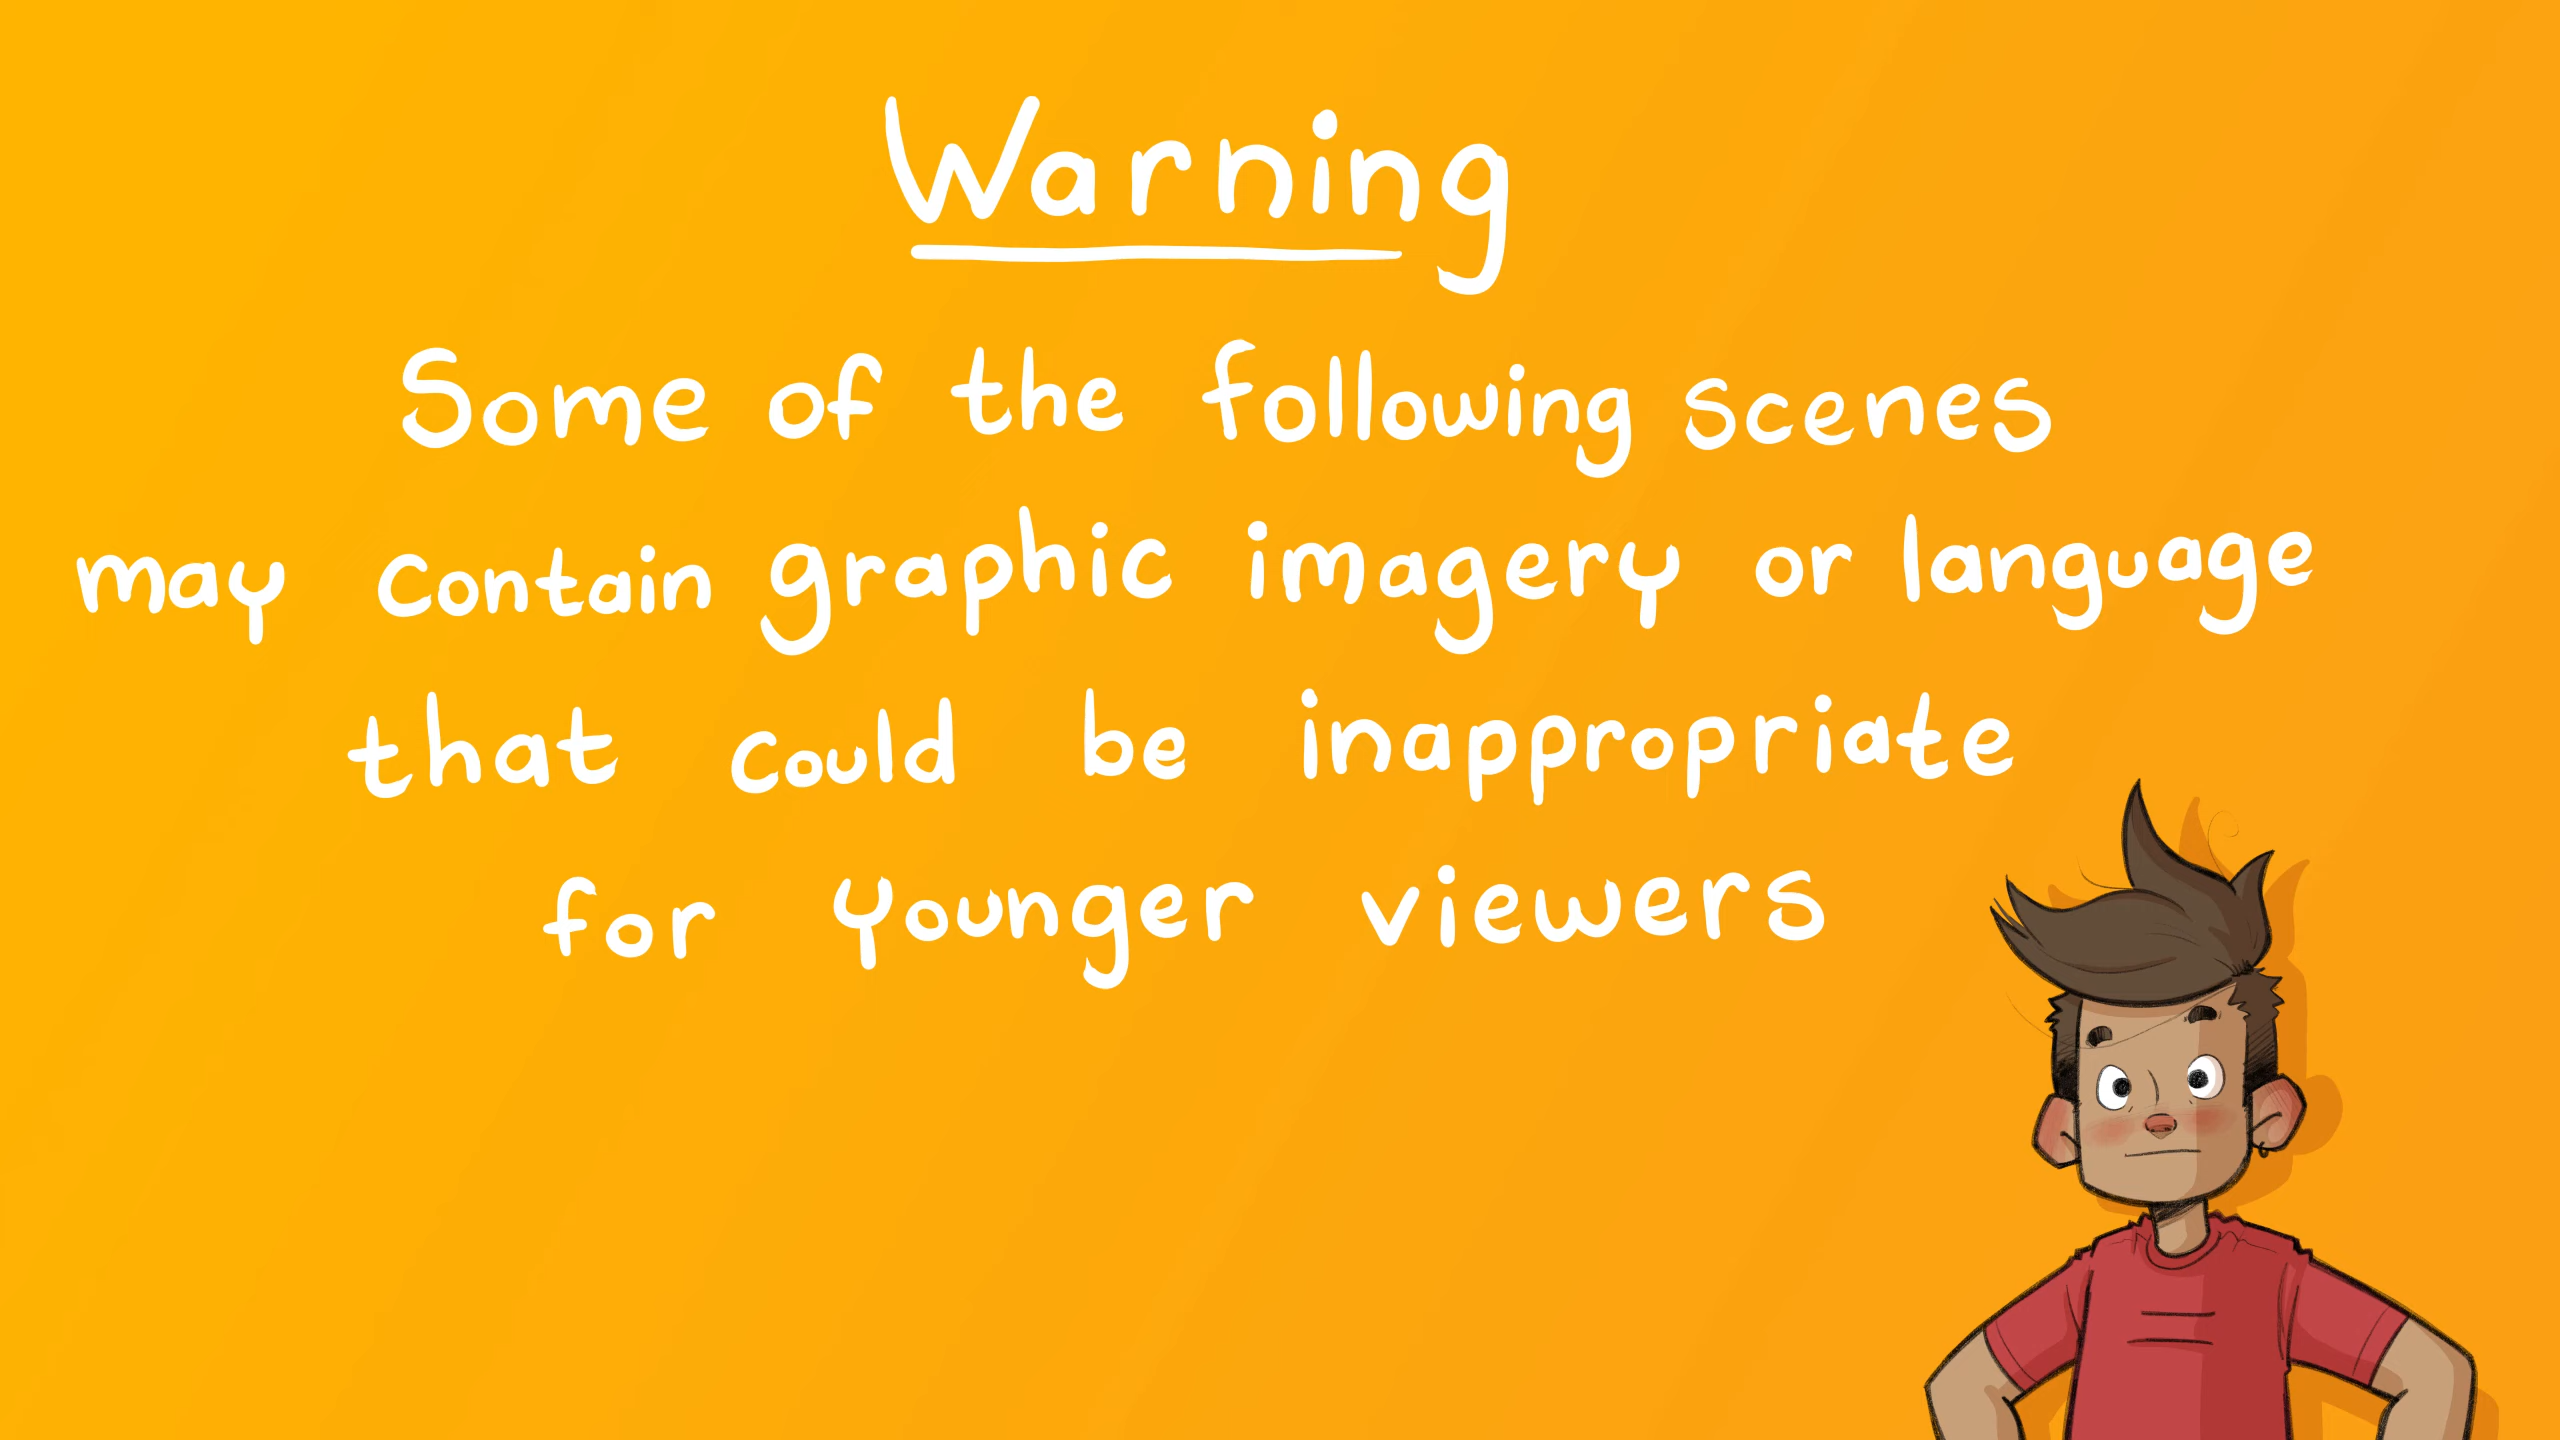 Warning
Some of the following scenes
may contain graphic imagery or language
that could be inappropriate
for younger viewers